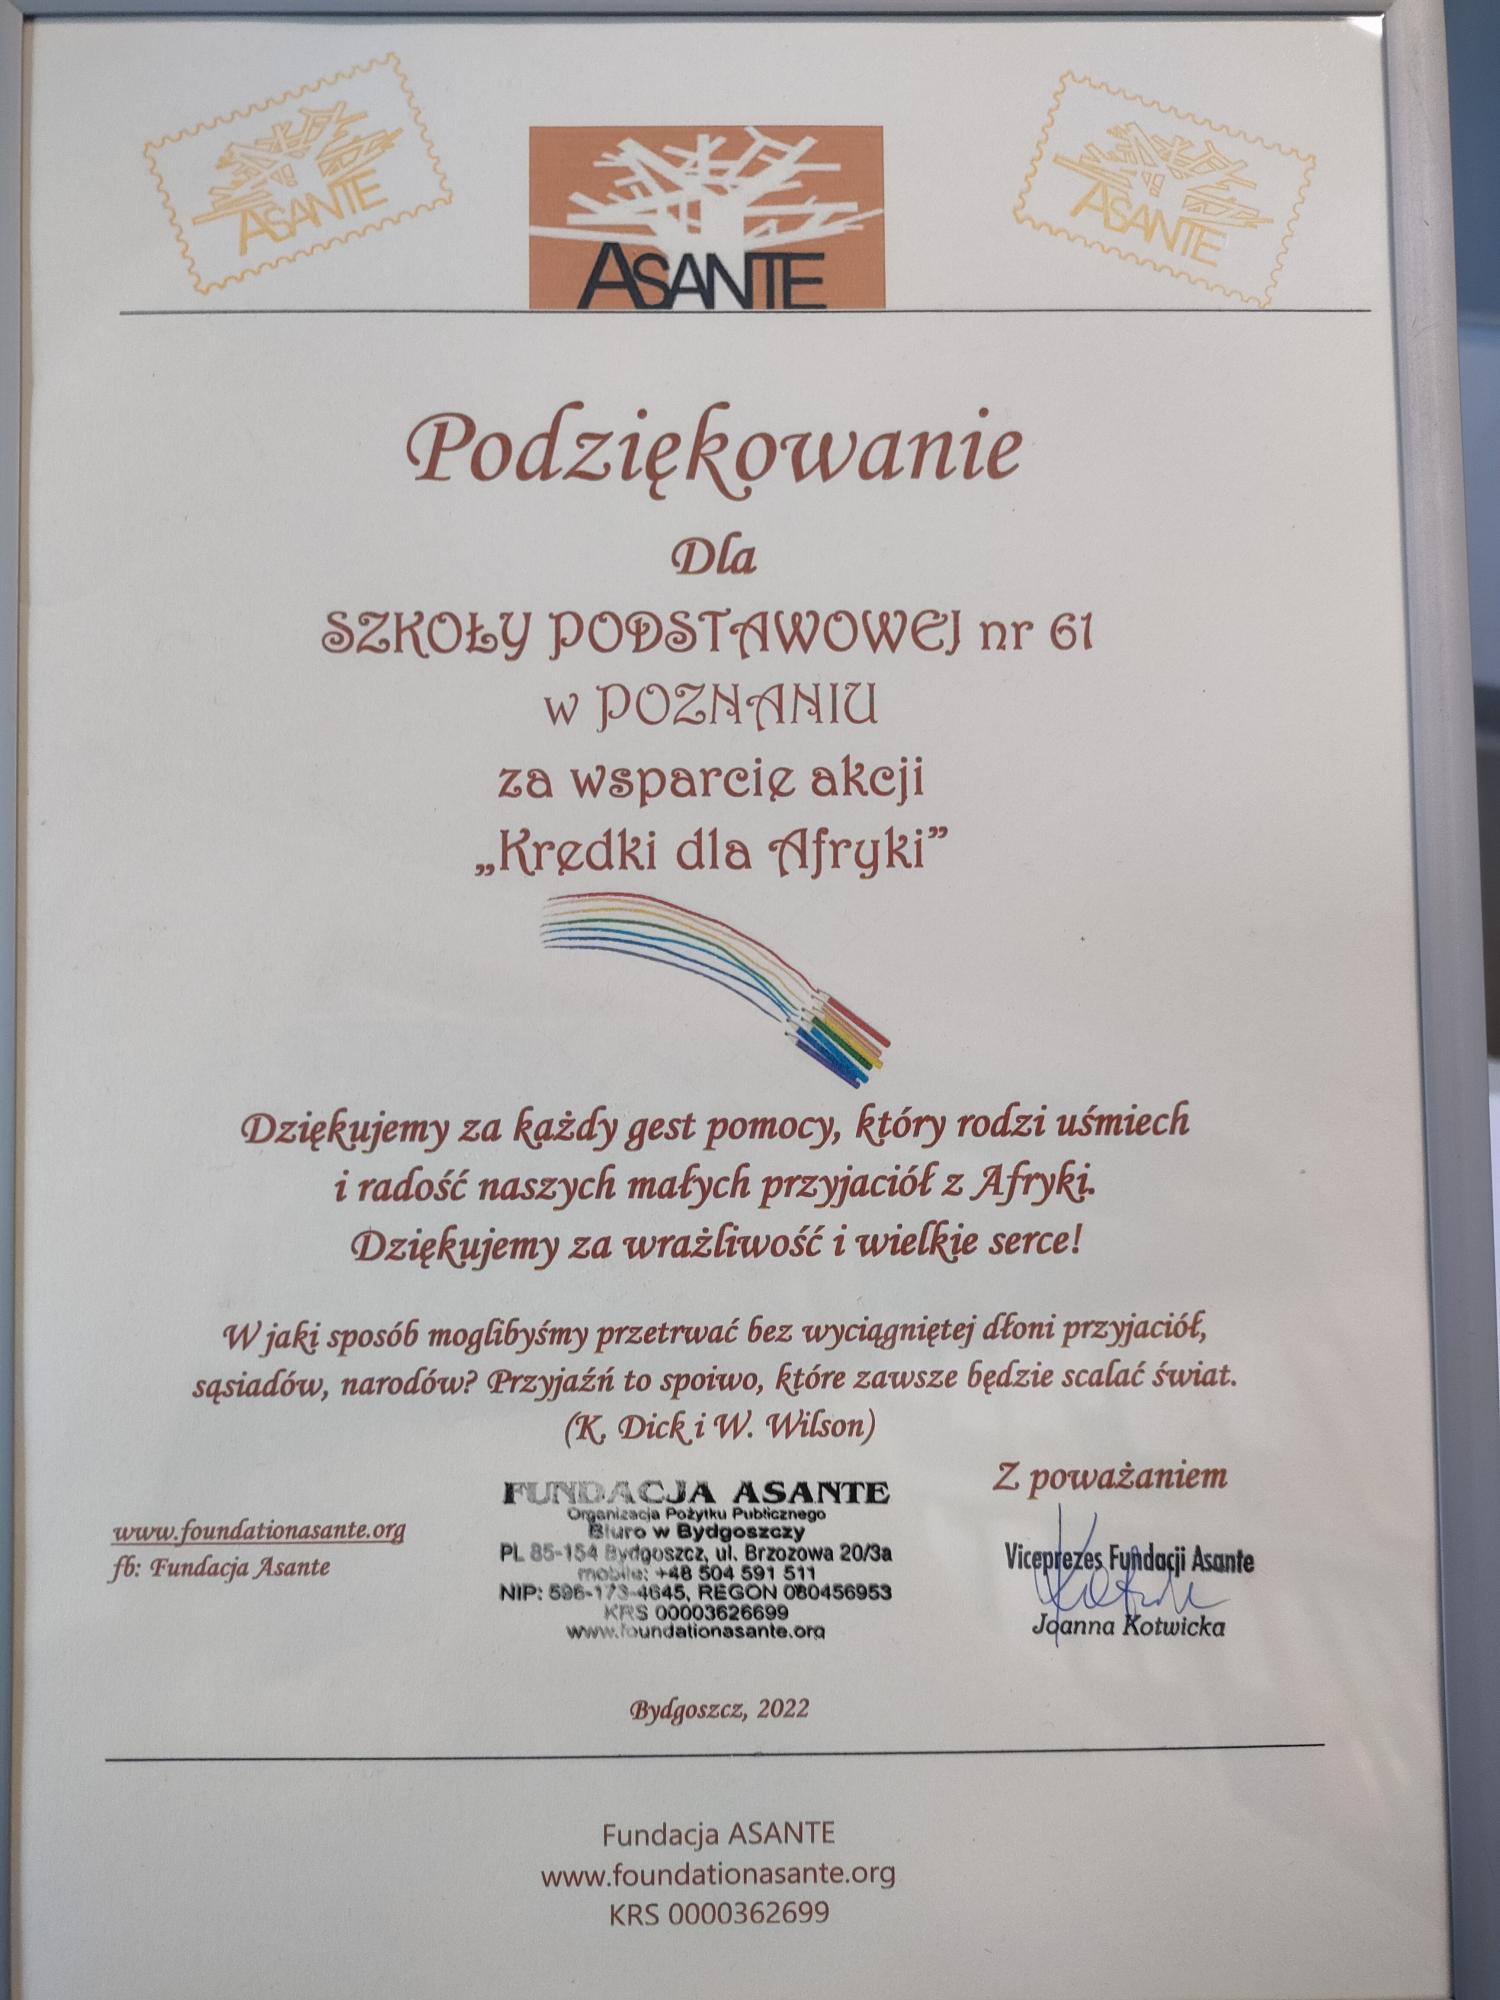 ASANTE
ASANTE
ASANTE
Podziękowanie
Dla
SZKOŁY PODSTAWOWEJ nr 61
w POZNANIU
za wsparcie akcji
„Kredki dla Afryki”
Dziękujemy za każdy gest pomocy, który rodzi uśmiech
i radość naszych małych przyjaciół z Afryki.
Dziękujemy za wrażliwość i wielkie serce!
W jaki sposób moglibyśmy przetrwać bez wyciągniętej dłoni przyjaciół,
sąsiadów, narodów? Przyjaźń to spoiwo, które zawsze będzie scalać świat.
(K. Dick i W. Wilson)
www.foundationasante.org
fb: Fundacja Asante
FUNDACJA ASANTE
Organizacja Pożytku Publicznego
Biuro w Bydgoszczy
PL 85-154 Bydgoszcz, ul. Brzozowa 20/3a
mobile: +48 504 591 511
NIP: 596-173-4645, REGON 080456953
KRS 00003626699
www.foundationasante.org
Z poważaniem
Viceprezes Fundacji Asante
Joanna Kotwicka
Bydgoszcz, 2022
Fundacja ASANTE
www.foundationasante.org
KRS 0000362699